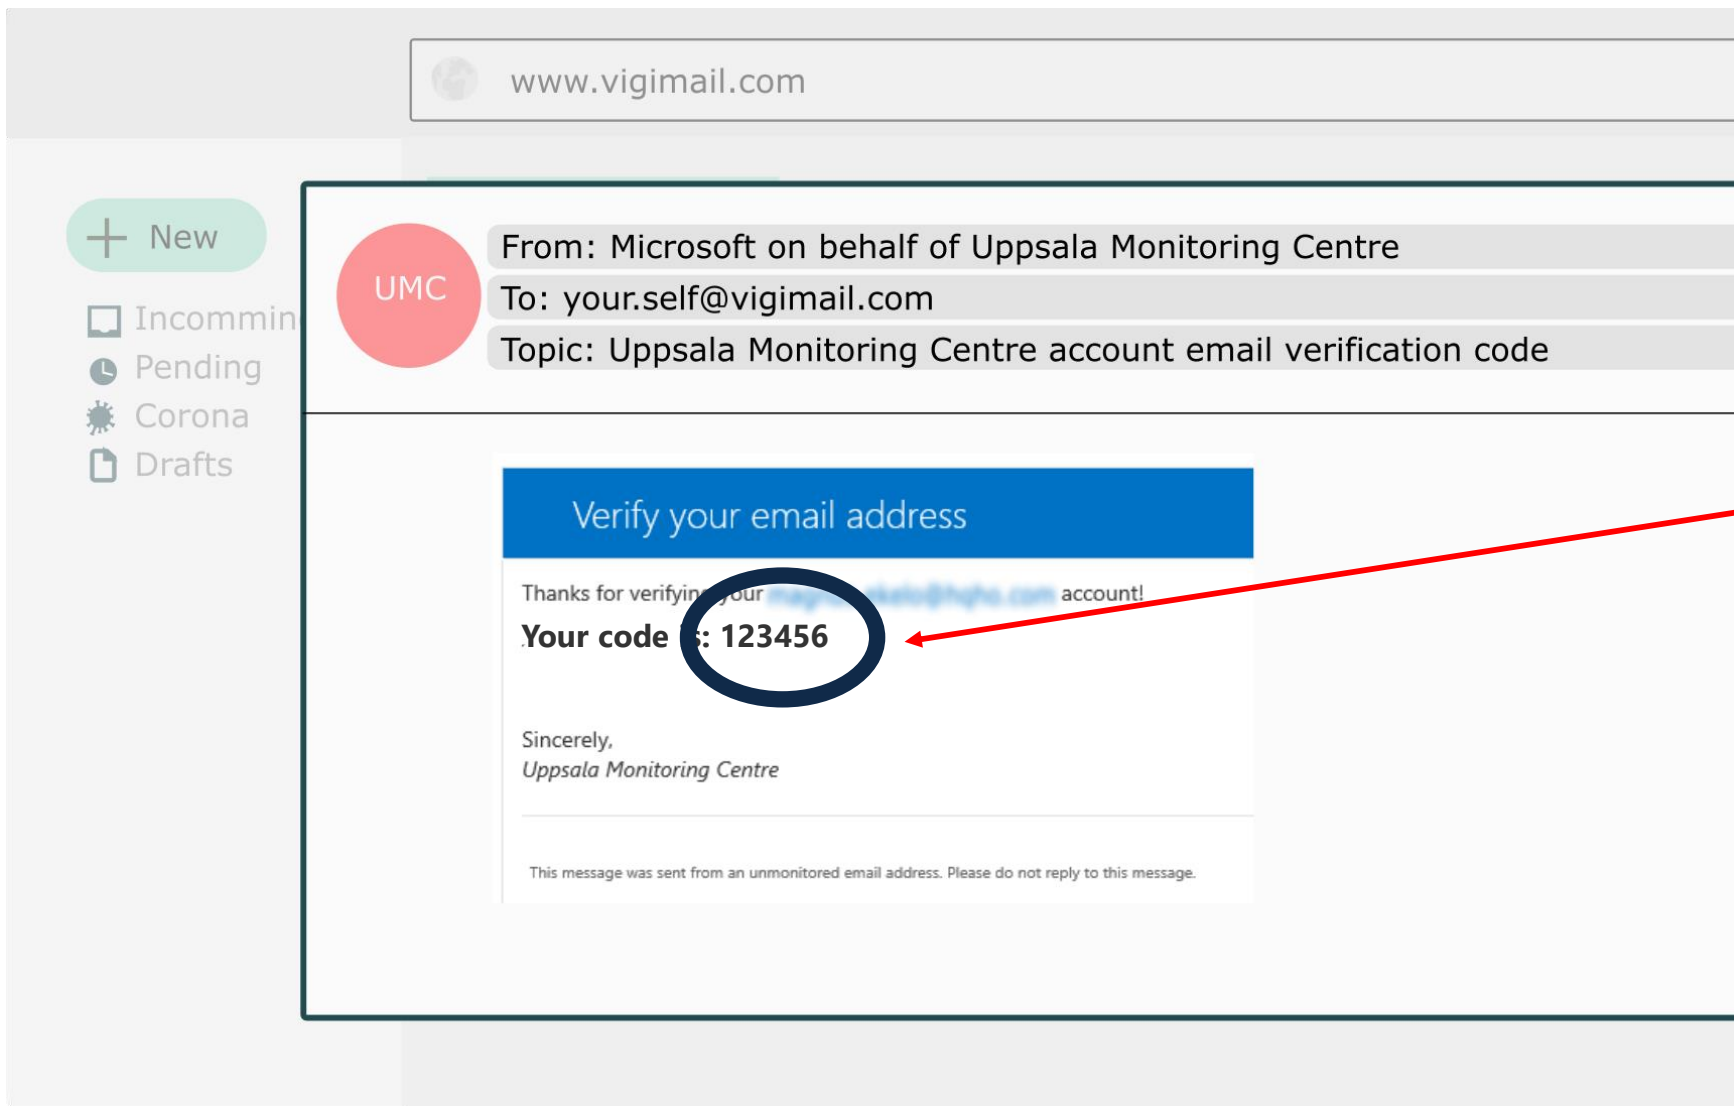 www.vigimail.com
New
Incommin
Pending
Corona
Drafts
UMC
From: Microsoft on behalf of Uppsala Monitoring Centre
To: your.self@vigimail.com
Topic: Uppsala Monitoring Centre account email verification code
Verify your email address
Thanks for verifying your account!
Your code is: 123456
Sincerely,
Uppsala Monitoring Centre
This message was sent from an unmonitored email address. Please do not reply to this message.